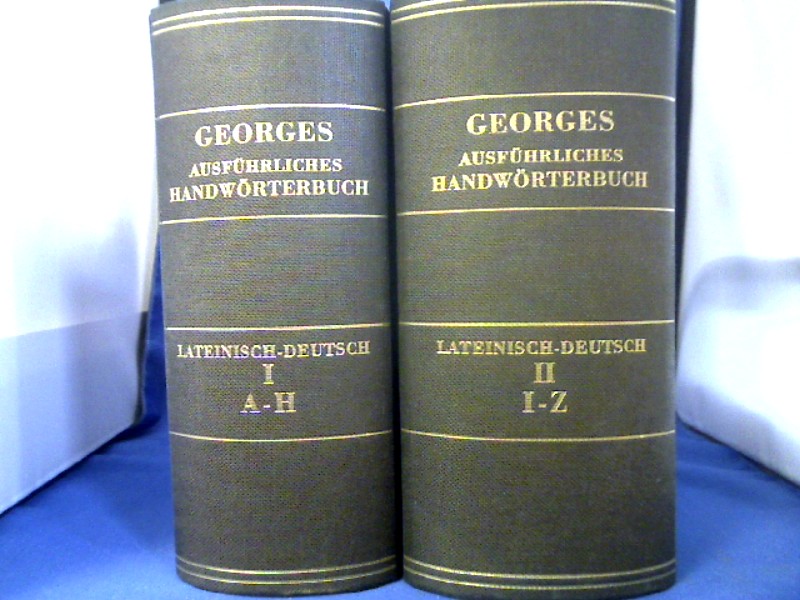 GEORGES
AUSFÜHRLICHES
HANDWÖRTERBUCH
LATEINISCH-DEUTSCH
I
A-H
GEORGES
AUSFÜHRLICHES
HANDWÖRTERBUCH
LATEINISCH-DEUTSCH
II
I-Z